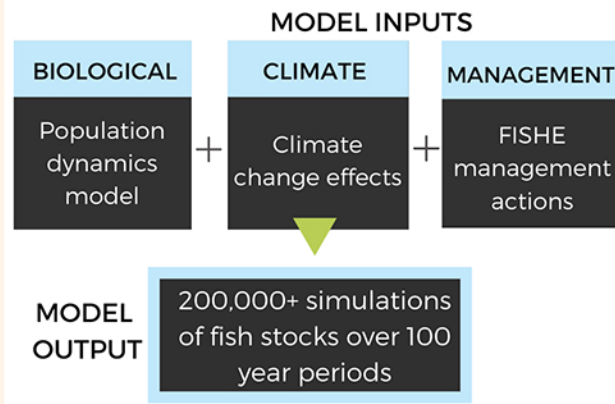 MODEL INPUTS
BIOLOGICAL
Population
dynamics
model
+
CLIMATE
Climate
change effects
+
MANAGEMENT
FISHE
management
actions
MODEL
OUTPUT
200,000+ simulations
of fish stocks over 100
year periods